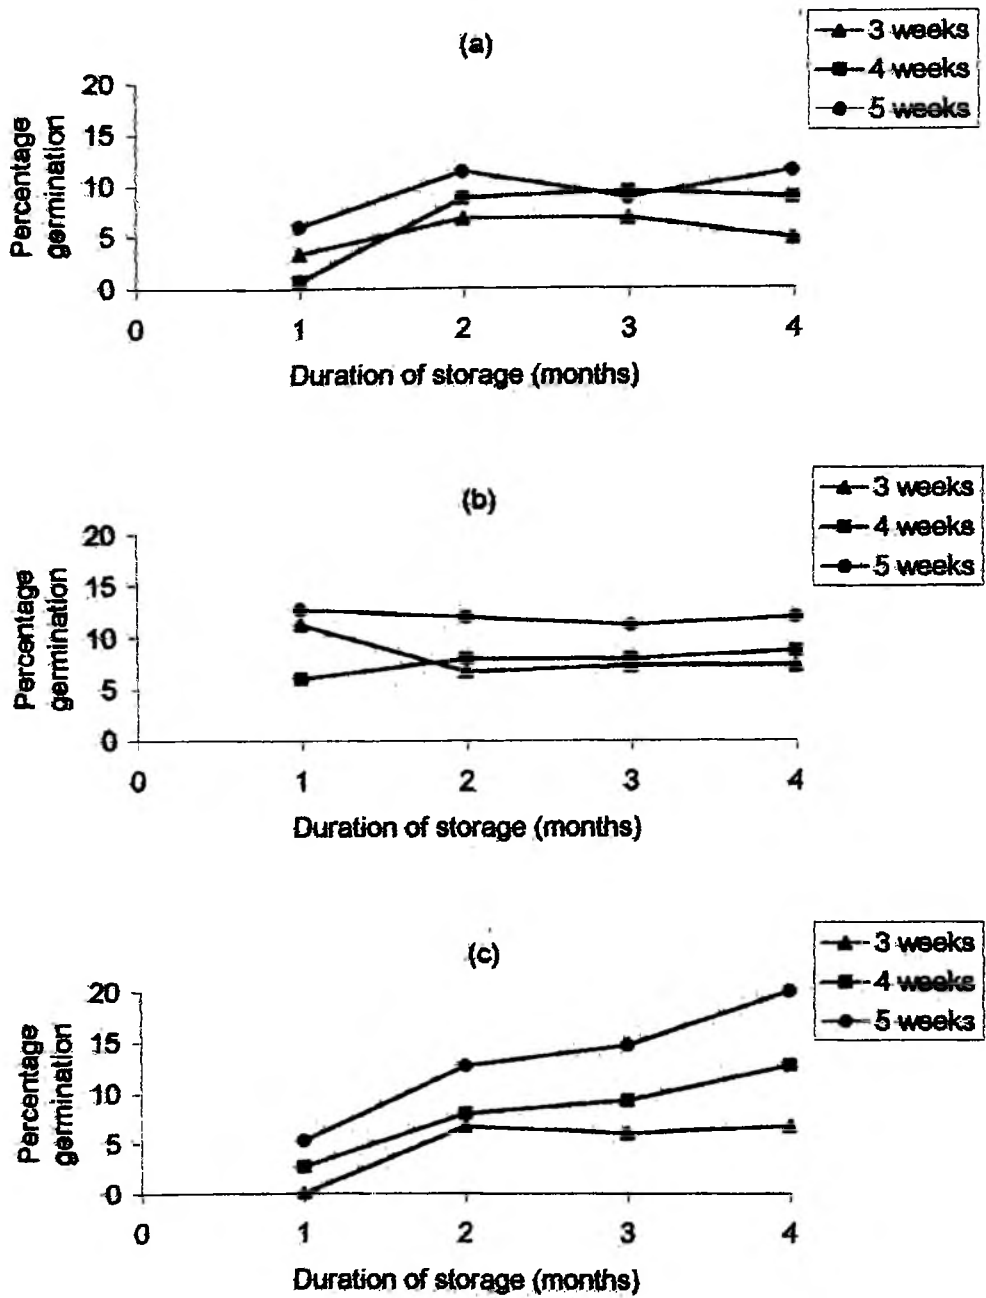 (a)
3 weeks
4 weeks
5 weeks
Percentage
germination
20
15
10
5
0
0 1 2 3 4
Duration of storage (months)
(b)
3 weeks
4 weeks
5 weeks
Percentage
germination
20
15
10
5
0
0 1 2 3 4
Duration of storage (months)
(c)
3 weeks
4 weeks
5 weeks
Percentage
germination
20
15
10
5
0
0 1 2 3 4
Duration of storage (months)